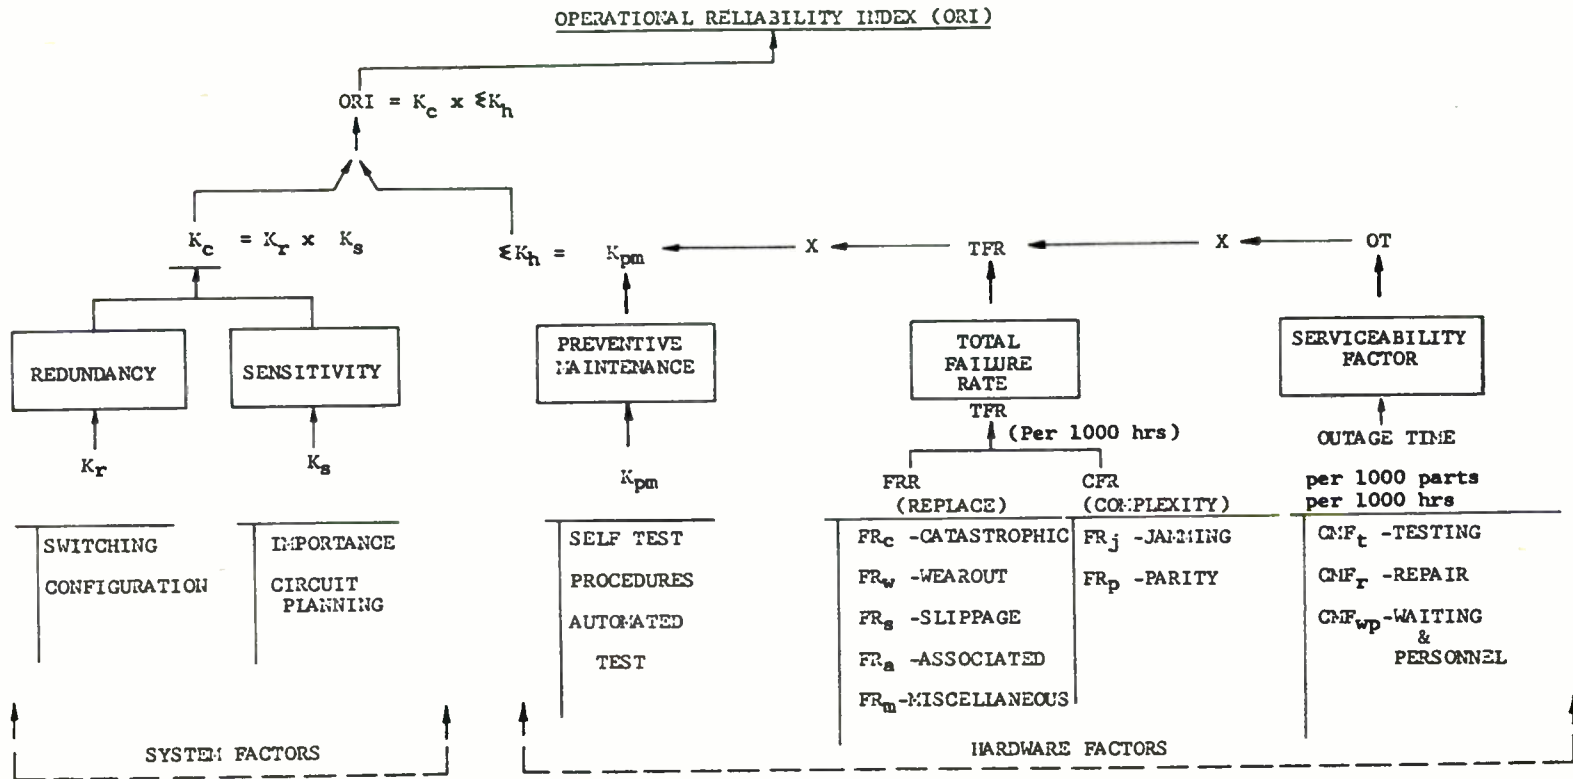 OPERATIONAL RELIABILITY INDEX (ORI)
ORI = Kc x ΣKh
Kc = Kr x Ks
ΣKh = Kpm
X
TFR
X
OT
REDUNDANCY
SENSITIVITY
PREVENTIVE
MAINTENANCE
TOTAL
FAILURE
RATE
TFR
(Per 1000 hrs)
SERVICEABILITY
FACTOR
OUTAGE TIME
per 1000 parts
per 1000 hrs
Kr
Ks
Kpm
FRR
(REPLACE)
CFR
(COMPLEXITY)
SWITCHING
CONFIGURATION
IMPORTANCE
CIRCUIT
PLANNING
SELF TEST
PROCEDURES
AUTOMATED
TEST
FRc -CATASTROPHIC
FRw -WEAROUT
FRs -SLIPPAGE
FRa -ASSOCIATED
FRm-MISCELLANEOUS
FRj -JAMMING
FRp -PARITY
CMFt -TESTING
CMFr -REPAIR
CMFwp-WAITING
&
PERSONNEL
SYSTEM FACTORS
HARDWARE FACTORS